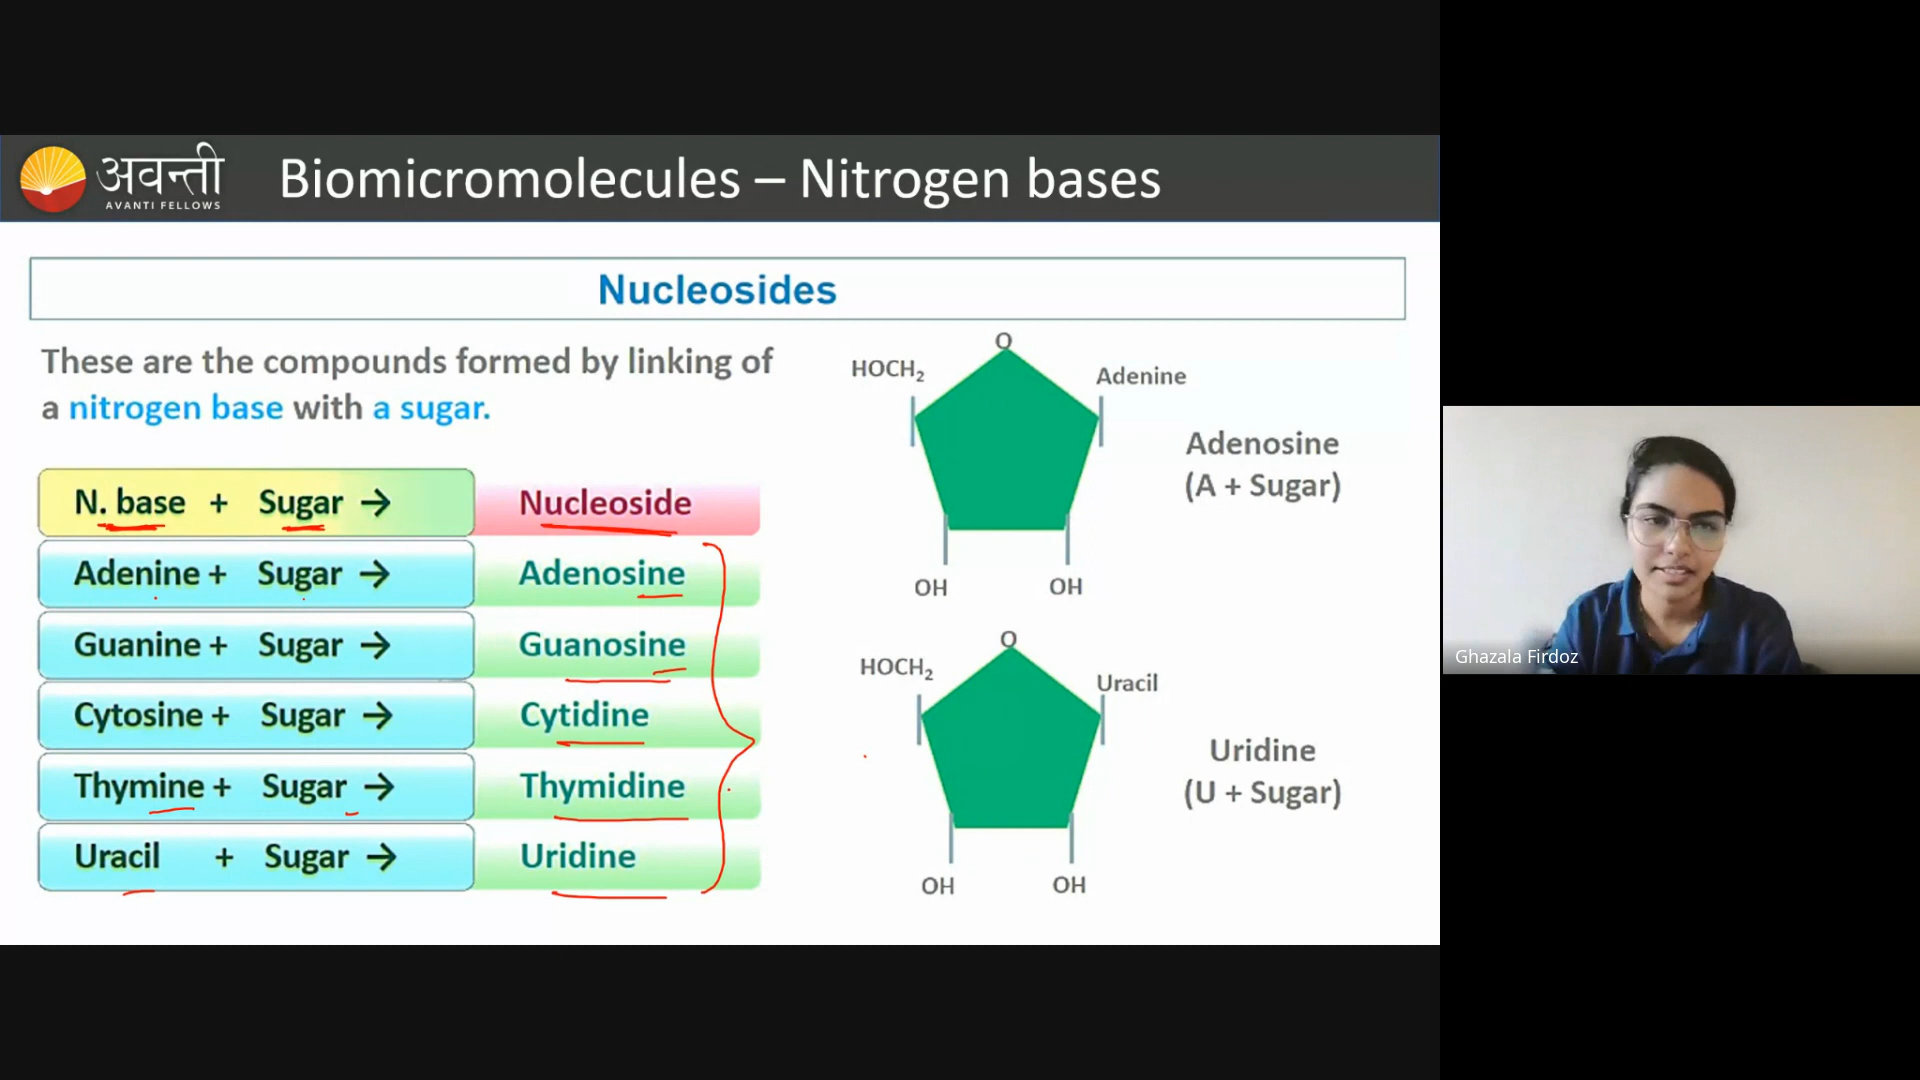 अवन्ती
AVANTI FELLOWS
Biomicromolecules – Nitrogen bases
Nucleosides
These are the compounds formed by linking of
a nitrogen base with a sugar.
N. base + Sugar → Nucleoside
Adenine + Sugar → Adenosine
Guanine + Sugar → Guanosine
Cytosine + Sugar → Cytidine
Thymine + Sugar → Thymidine
Uracil + Sugar → Uridine
O
HOCH₂
Adenine
Adenosine
(A + Sugar)
OH OH
O
HOCH₂
Uracil
Uridine
(U + Sugar)
OH OH
Ghazala Firdoz